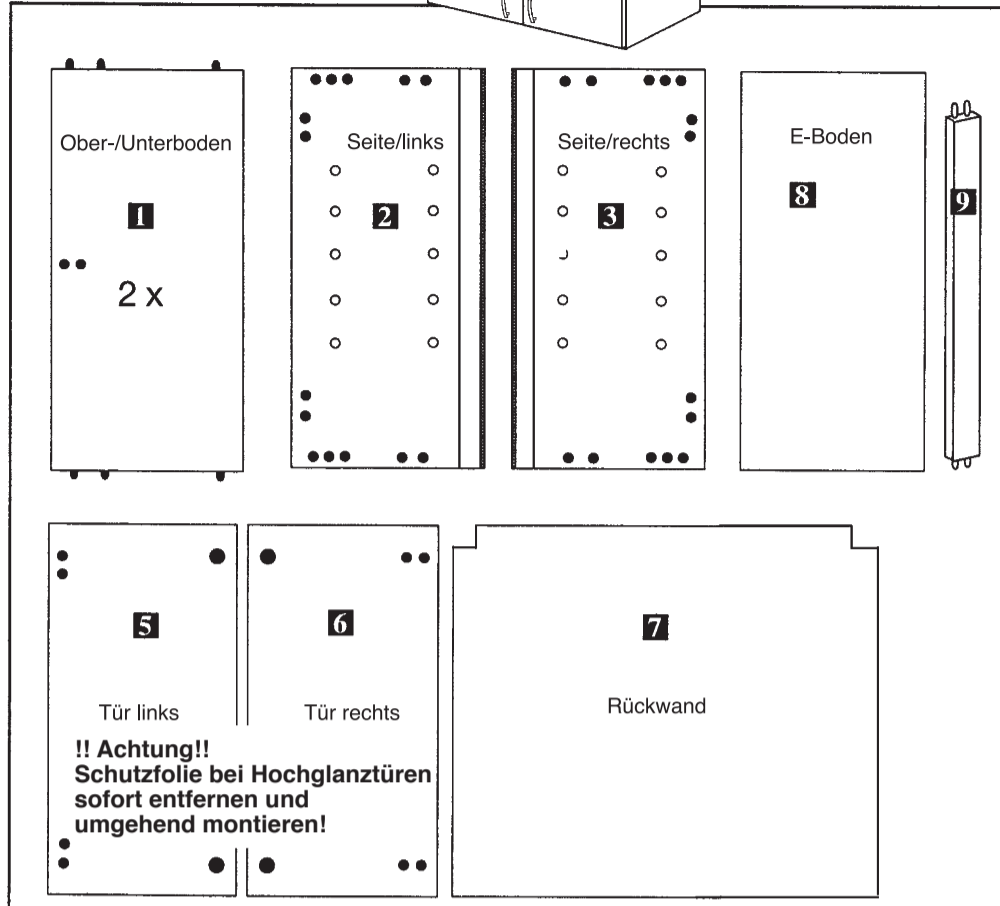 Ober-/Unterboden
1
2 x
Seite/links
2
Seite/rechts
3
E-Boden
8
9
5
Tür links
6
Tür rechts
!! Achtung!!
Schutzfolie bei Hochglanztüren
sofort entfernen und
umgehend montieren!
7
Rückwand